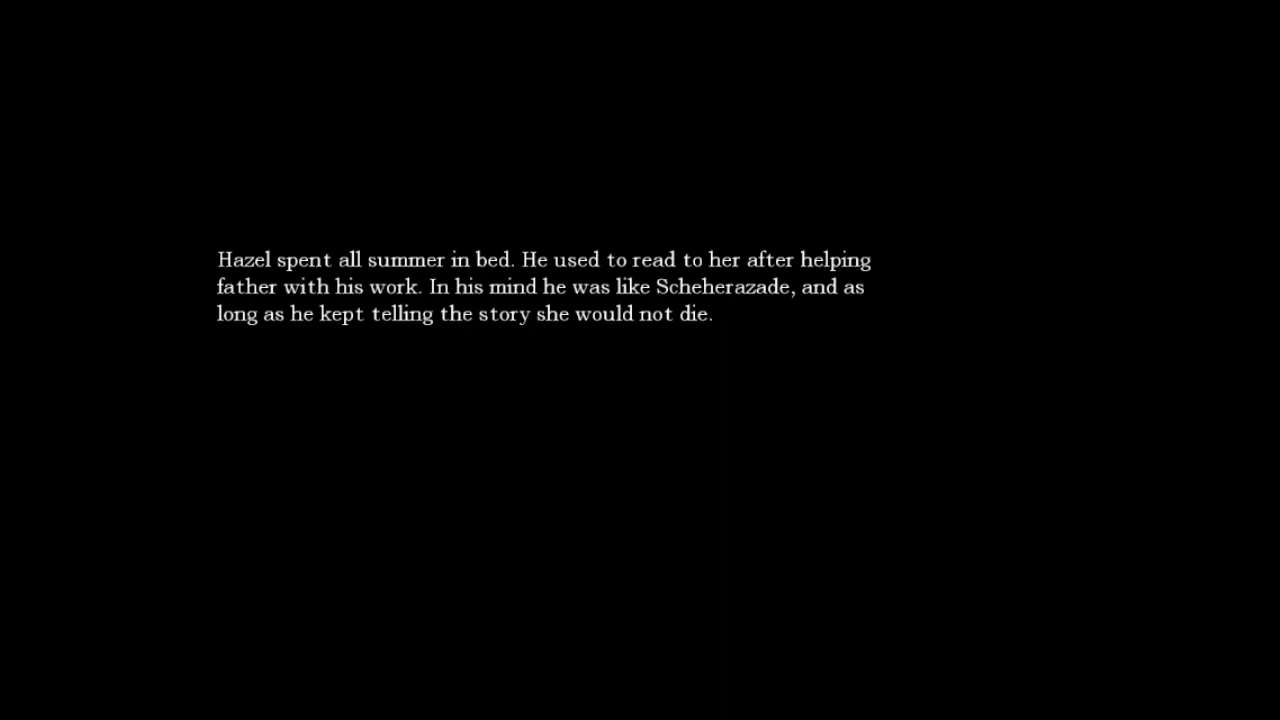 Hazel spent all summer in bed. He used to read to her after helping
father with his work. In his mind he was like Scheherazade, and as
long as he kept telling the story she would not die.